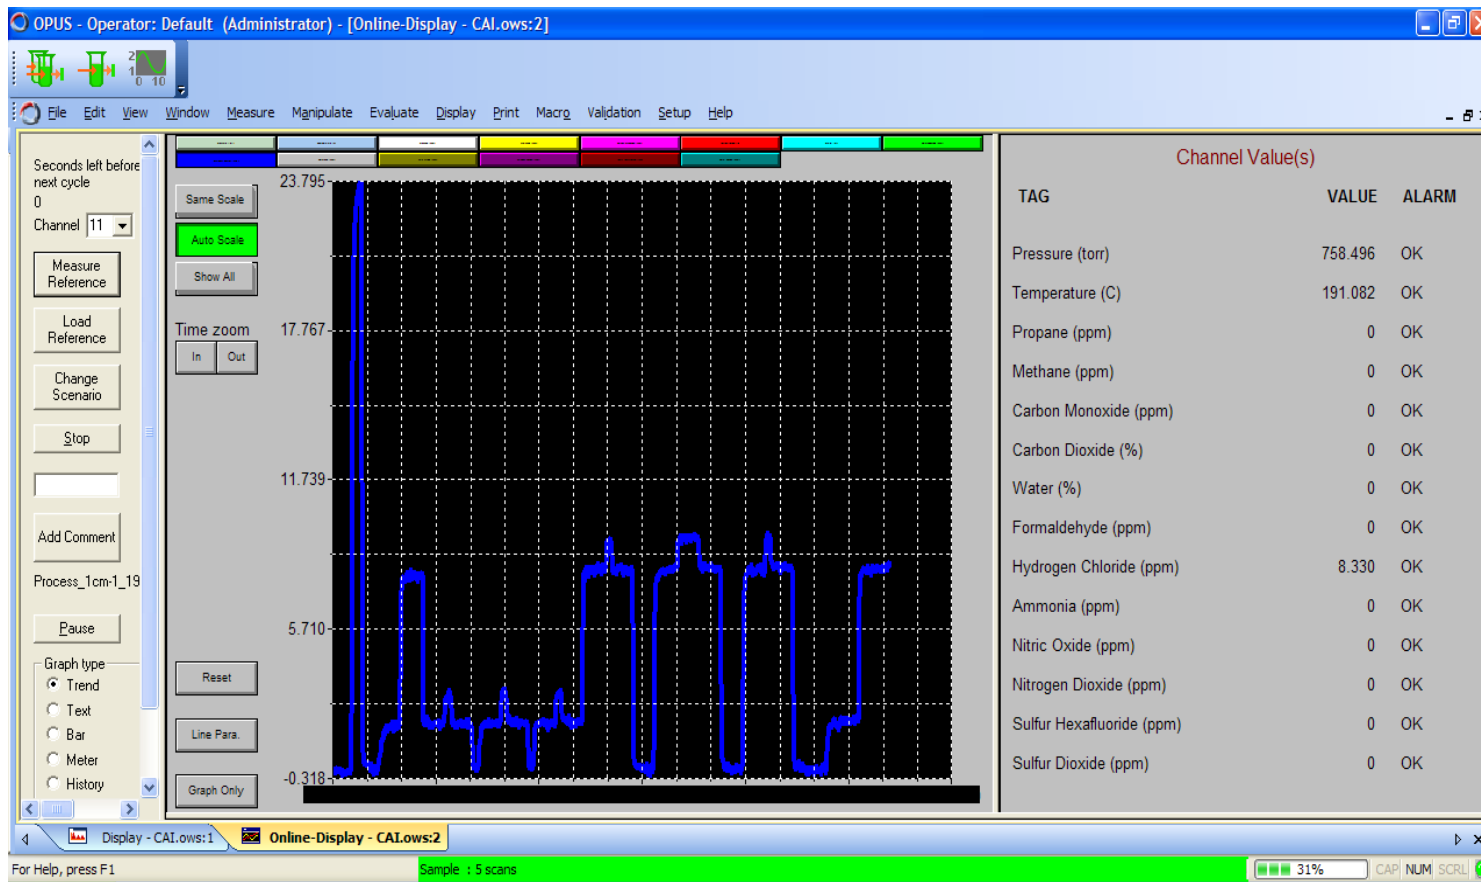 OPUS - Operator: Default (Administrator) - [Online-Display - CAI.ows:2]
2
1
0 10
File Edit View Window Measure Manipulate Evaluate Display Print Macro Validation Setup Help
Seconds left before
next cycle
0
Channel 11
Measure
Reference
Load
Reference
Change
Scenario
Stop
Add Comment
Process_1cm-1_19
Pause
Graph type
Trend
Text
Bar
Meter
History
Same Scale
Auto Scale
Show All
Time zoom
In Out
Reset
Line Para.
Graph Only
23.795
17.767
11.739
5.710
-0.318
Channel Value(s)
TAG VALUE ALARM
Pressure (torr) 758.496 OK
Temperature (C) 191.082 OK
Propane (ppm) 0 OK
Methane (ppm) 0 OK
Carbon Monoxide (ppm) 0 OK
Carbon Dioxide (%) 0 OK
Water (%) 0 OK
Formaldehyde (ppm) 0 OK
Hydrogen Chloride (ppm) 8.330 OK
Ammonia (ppm) 0 OK
Nitric Oxide (ppm) 0 OK
Nitrogen Dioxide (ppm) 0 OK
Sulfur Hexafluoride (ppm) 0 OK
Sulfur Dioxide (ppm) 0 OK
Display - CAI.ows:1 Online-Display - CAI.ows:2
For Help, press F1 Sample : 5 scans 31% CAP NUM SCRL